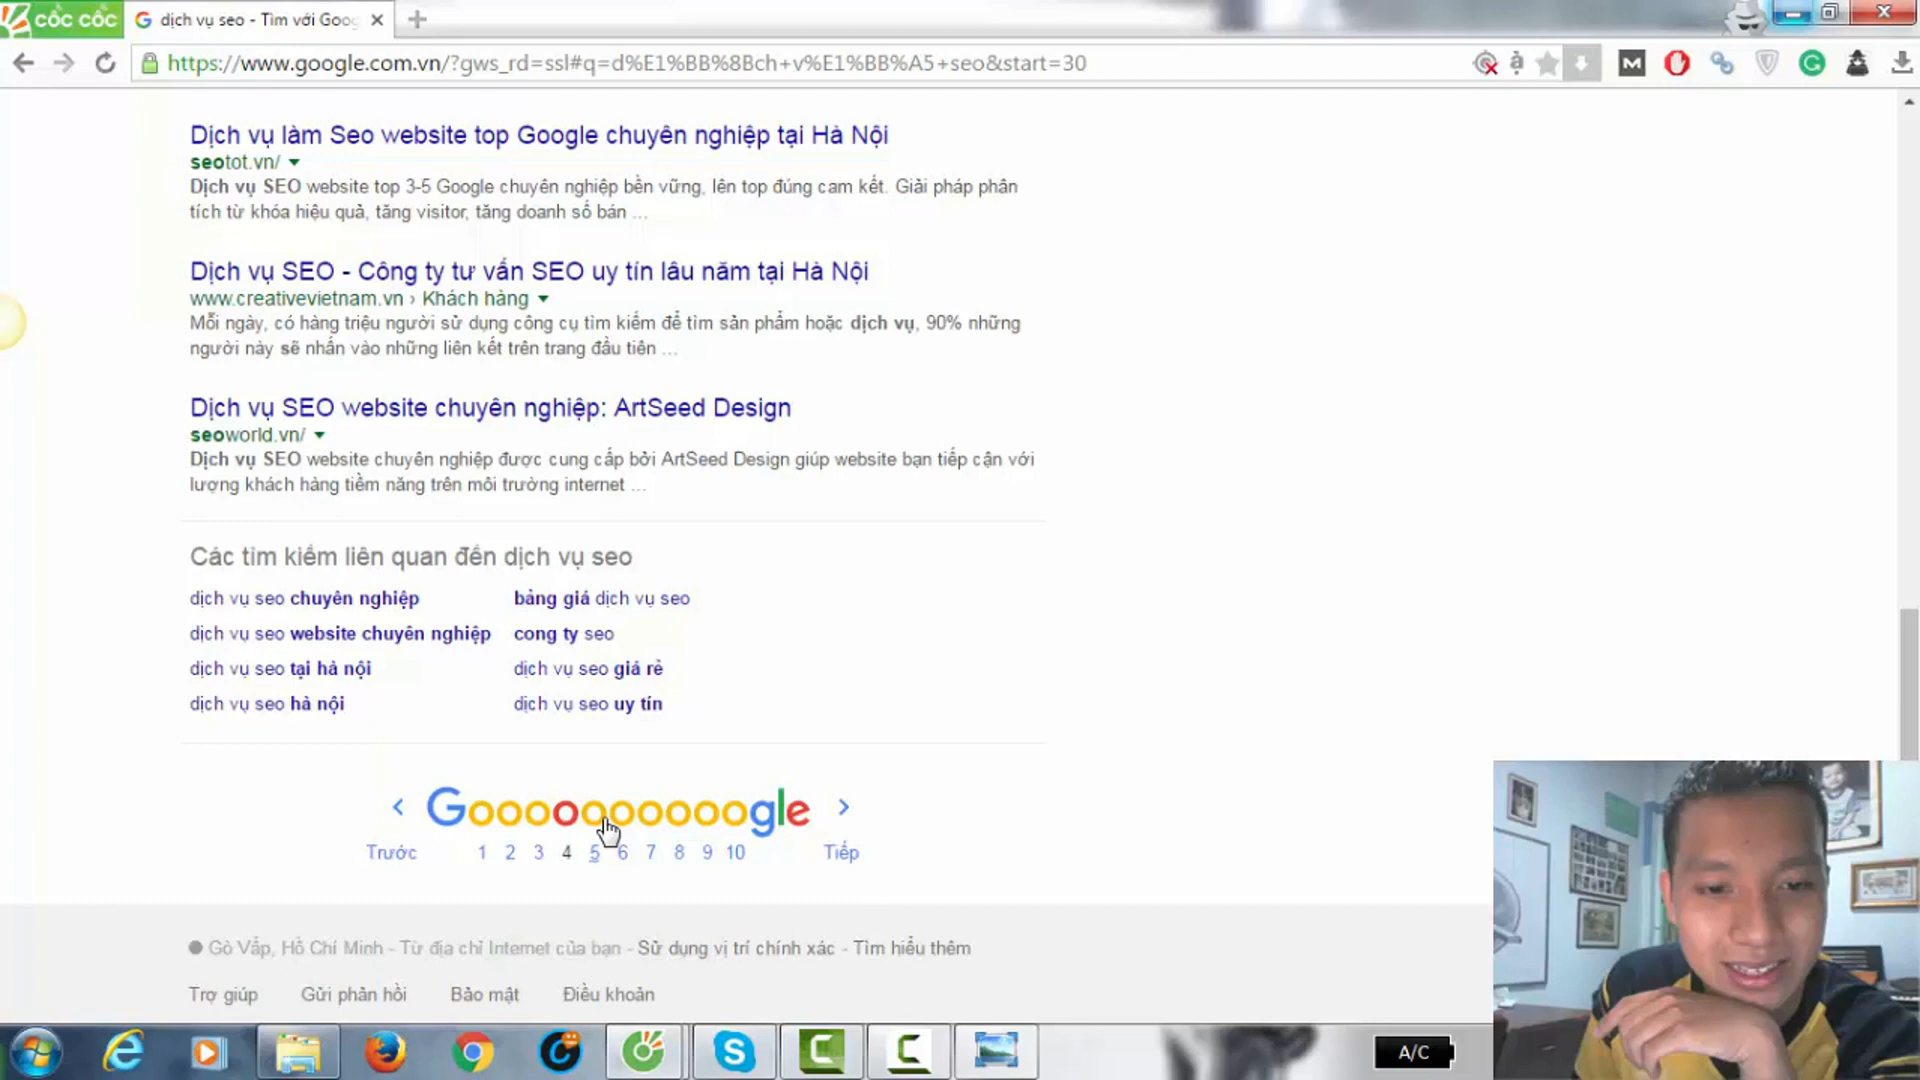 cốc cốc
dịch vụ seo - Tìm với Goo
https://www.google.com.vn/?gws_rd=ssl#q=d%E1%BB%8Bch+v%E1%BB%A5+seo&start=30
Dịch vụ làm Seo website top Google chuyên nghiệp tại Hà Nội
seotot.vn/
Dịch vụ SEO website top 3-5 Google chuyên nghiệp bền vững, lên top đúng cam kết. Giải pháp phân
tích từ khóa hiệu quả, tăng visitor, tăng doanh số bán ...
Dịch vụ SEO - Công ty tư vấn SEO uy tín lâu năm tại Hà Nội
www.creativevietnam.vn › Khách hàng
Mỗi ngày, có hàng triệu người sử dụng công cụ tìm kiếm để tìm sản phẩm hoặc dịch vụ, 90% những
người này sẽ nhấn vào những liên kết trên trang đầu tiên ...
Dịch vụ SEO website chuyên nghiệp: ArtSeed Design
seoworld.vn/
Dịch vụ SEO website chuyên nghiệp được cung cấp bởi ArtSeed Design giúp website bạn tiếp cận với
lượng khách hàng tiềm năng trên môi trường internet ...
Các tìm kiếm liên quan đến dịch vụ seo
dịch vụ seo chuyên nghiệp bảng giá dịch vụ seo
dịch vụ seo website chuyên nghiệp cong ty seo
dịch vụ seo tại hà nội dịch vụ seo giá rẻ
dịch vụ seo hà nội dịch vụ seo uy tín
Goooooooooogle
Trước 1 2 3 4 5 6 7 8 9 10 Tiếp
Gò Vấp, Hồ Chí Minh - Từ địa chỉ Internet của bạn - Sử dụng vị trí chính xác - Tìm hiểu thêm
Trợ giúp Gửi phản hồi Bảo mật Điều khoản
A/C